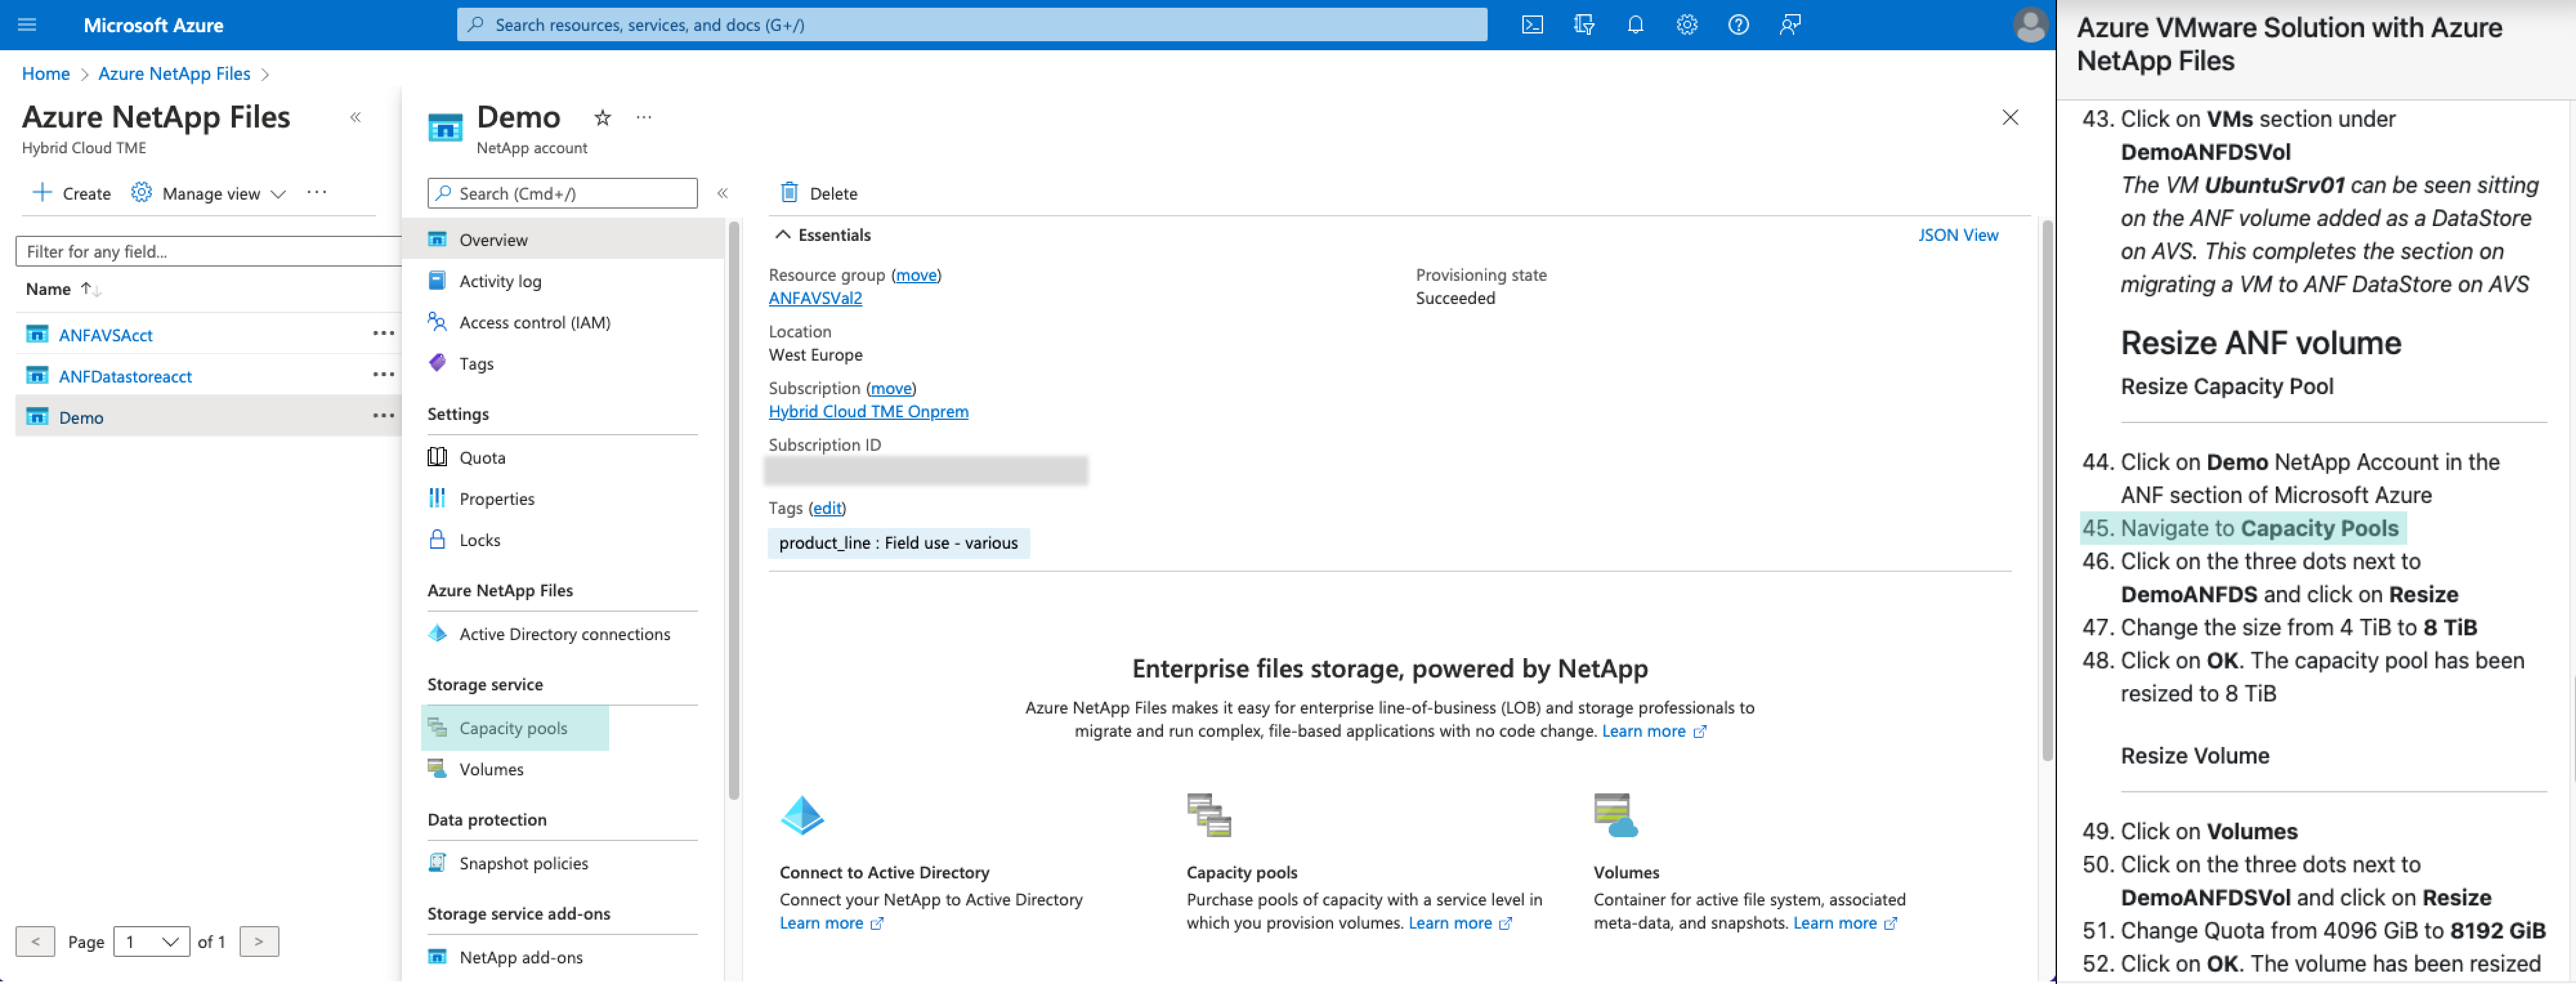 Microsoft Azure
Search resources, services, and docs (G+/)
Home > Azure NetApp Files >
Azure NetApp Files «
Hybrid Cloud TME
+ Create Manage view ···
Filter for any field...
Name ↑↓
ANFAVSAcct ···
ANFDatastoreacct ···
Demo ···
< Page 1 of 1 >
Demo ☆ ···
NetApp account
Search (Cmd+/) «
Overview
Activity log
Access control (IAM)
Tags
Settings
Quota
Properties
Locks
Azure NetApp Files
Active Directory connections
Storage service
Capacity pools
Volumes
Data protection
Snapshot policies
Storage service add-ons
NetApp add-ons
Delete
Essentials
JSON View
Resource group (move)
ANFAVSVal2
Location
West Europe
Subscription (move)
Hybrid Cloud TME Onprem
Subscription ID
Provisioning state
Succeeded
Tags (edit)
product_line : Field use - various
Enterprise files storage, powered by NetApp
Azure NetApp Files makes it easy for enterprise line-of-business (LOB) and storage professionals to
migrate and run complex, file-based applications with no code change. Learn more
Connect to Active Directory
Connect your NetApp to Active Directory
Learn more
Capacity pools
Purchase pools of capacity with a service level in
which you provision volumes. Learn more
Volumes
Container for active file system, associated
meta-data, and snapshots. Learn more
Azure VMware Solution with Azure
NetApp Files
43. Click on VMs section under
DemoANFDSVol
The VM UbuntuSrv01 can be seen sitting
on the ANF volume added as a DataStore
on AVS. This completes the section on
migrating a VM to ANF DataStore on AVS
Resize ANF volume
Resize Capacity Pool
44. Click on Demo NetApp Account in the
ANF section of Microsoft Azure
45. Navigate to Capacity Pools
46. Click on the three dots next to
DemoANFDS and click on Resize
47. Change the size from 4 TiB to 8 TiB
48. Click on OK. The capacity pool has been
resized to 8 TiB
Resize Volume
49. Click on Volumes
50. Click on the three dots next to
DemoANFDSVol and click on Resize
51. Change Quota from 4096 GiB to 8192 GiB
52. Click on OK. The volume has been resized